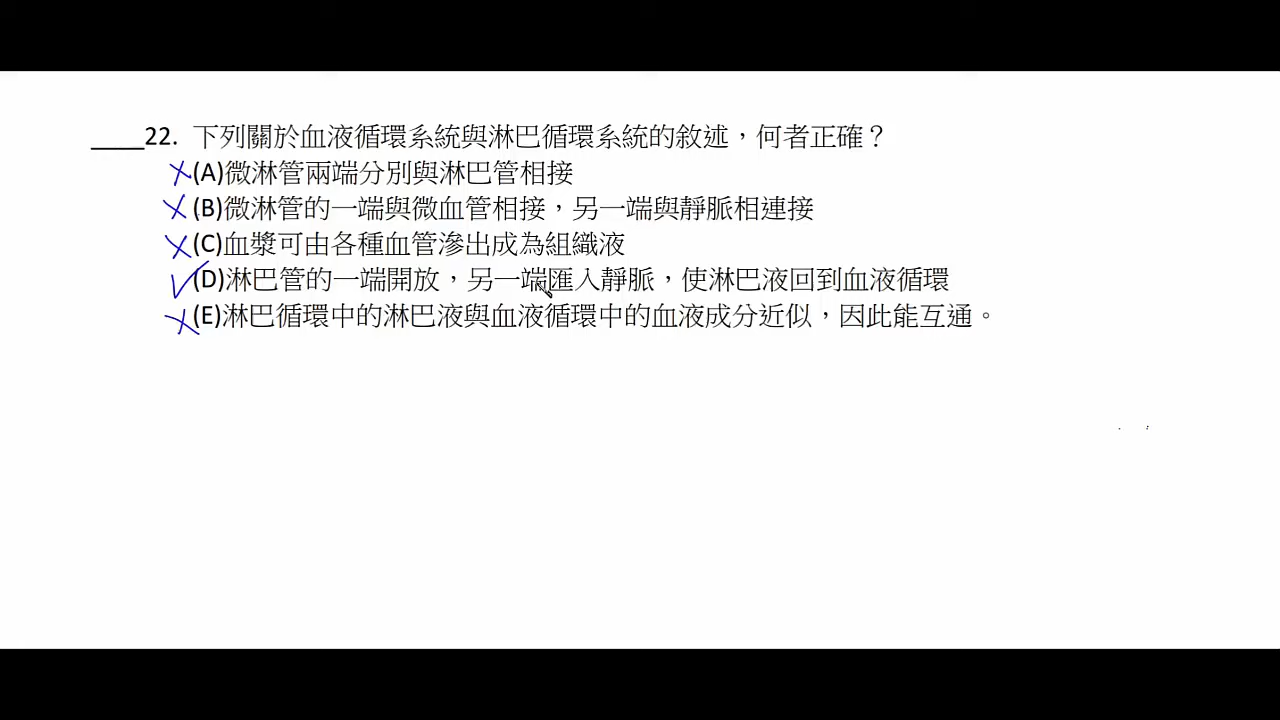 ____22. 下列關於血液循環系統與淋巴循環系統的敘述，何者正確？
(A)微淋管兩端分別與淋巴管相接
(B)微淋管的一端與微血管相接，另一端與靜脈相連接
(C)血漿可由各種血管滲出成為組織液
(D)淋巴管的一端開放，另一端匯入靜脈，使淋巴液回到血液循環
(E)淋巴循環中的淋巴液與血液循環中的血液成分近似，因此能互通。